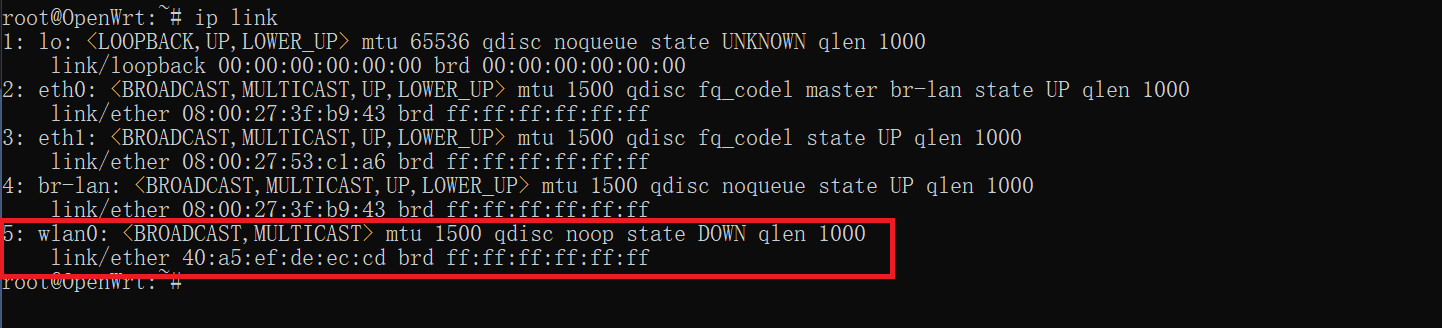 root@OpenWrt:~# ip link
1: lo: <LOOPBACK,UP,LOWER_UP> mtu 65536 qdisc noqueue state UNKNOWN qlen 1000
    link/loopback 00:00:00:00:00:00 brd 00:00:00:00:00:00
2: eth0: <BROADCAST,MULTICAST,UP,LOWER_UP> mtu 1500 qdisc fq_codel master br-lan state UP qlen 1000
    link/ether 08:00:27:3f:b9:43 brd ff:ff:ff:ff:ff:ff
3: eth1: <BROADCAST,MULTICAST,UP,LOWER_UP> mtu 1500 qdisc fq_codel state UP qlen 1000
    link/ether 08:00:27:53:c1:a6 brd ff:ff:ff:ff:ff:ff
4: br-lan: <BROADCAST,MULTICAST,UP,LOWER_UP> mtu 1500 qdisc noqueue state UP qlen 1000
    link/ether 08:00:27:3f:b9:43 brd ff:ff:ff:ff:ff:ff
5: wlan0: <BROADCAST,MULTICAST> mtu 1500 qdisc noop state DOWN qlen 1000
    link/ether 40:a5:ef:de:ec:cd brd ff:ff:ff:ff:ff:ff
root@OpenWrt:~#